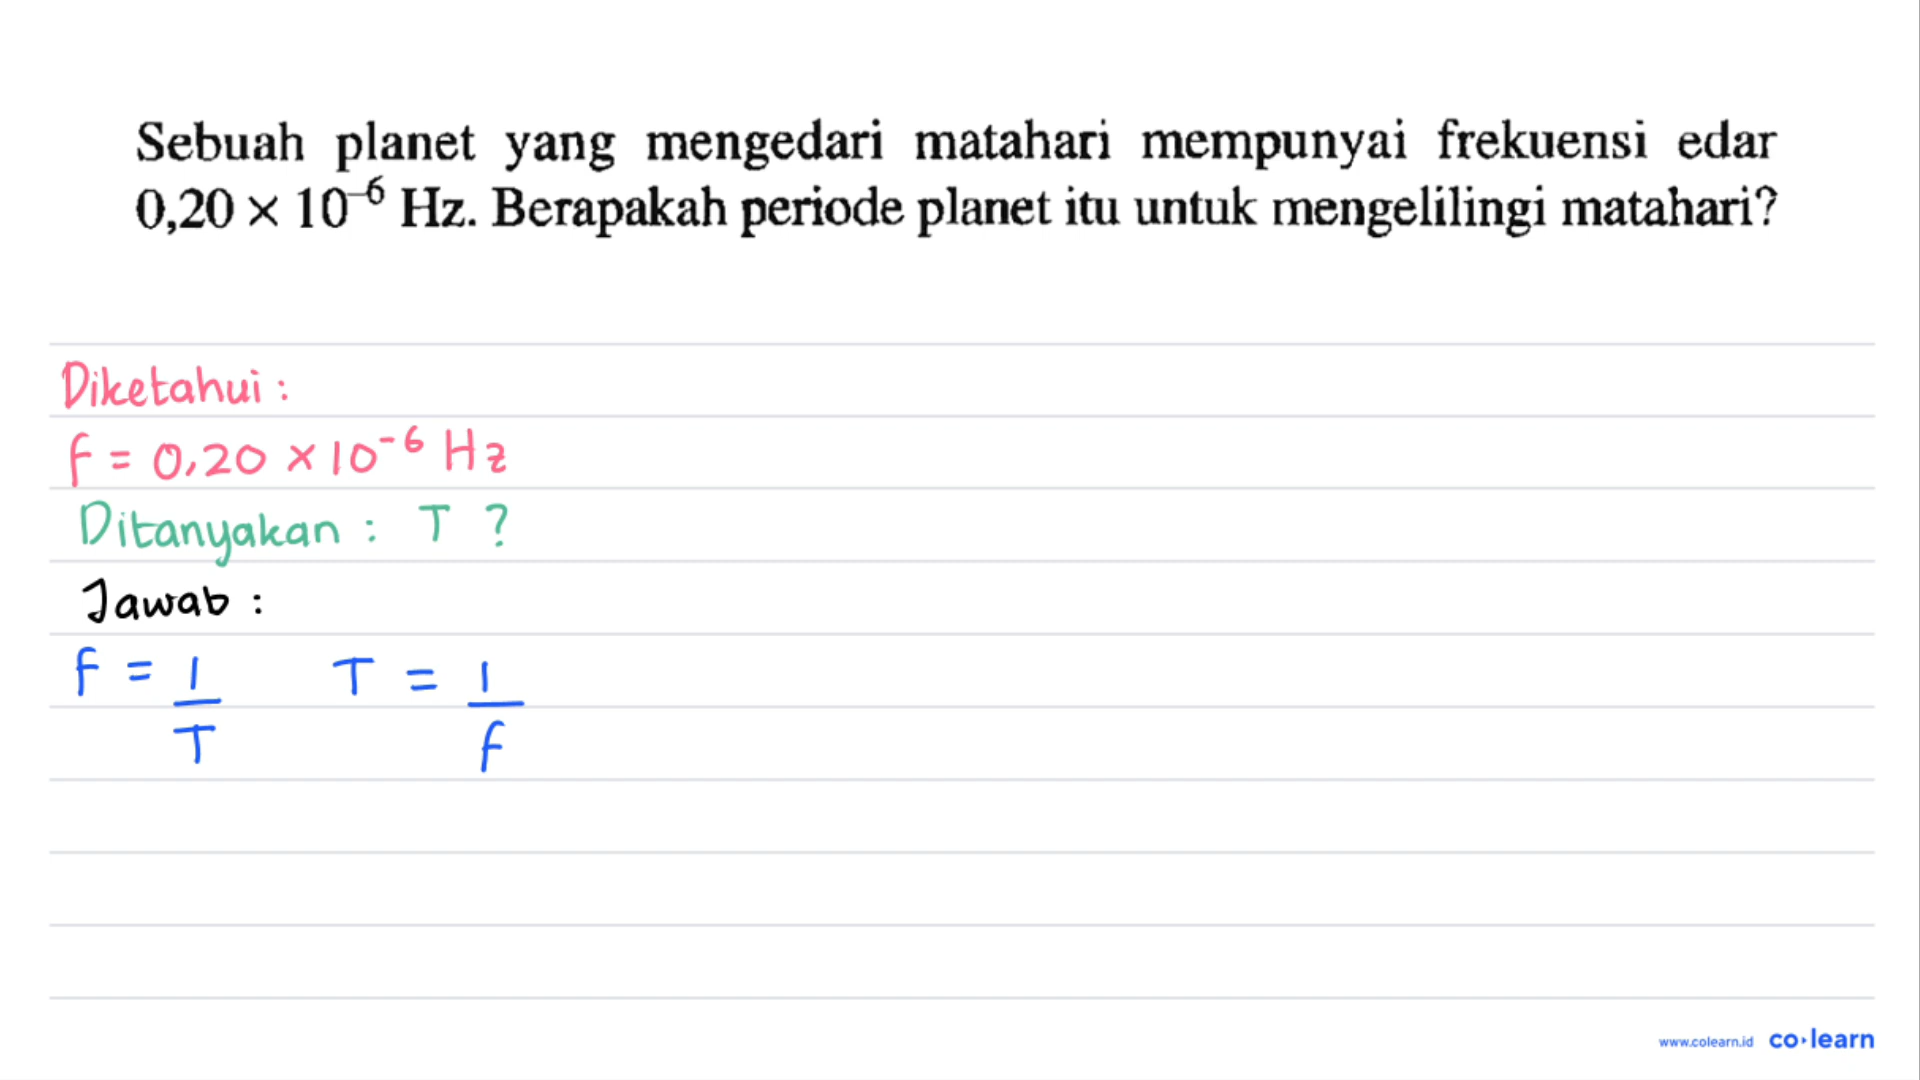 Sebuah planet yang mengedari matahari mempunyai frekuensi edar
0,20 × 10⁻⁶ Hz. Berapakah periode planet itu untuk mengelilingi matahari?
Diketahui :
f = 0,20 × 10⁻⁶ Hz
Ditanyakan : T ?
Jawab :
f = 1/T T = 1/f
www.colearn.id co·learn